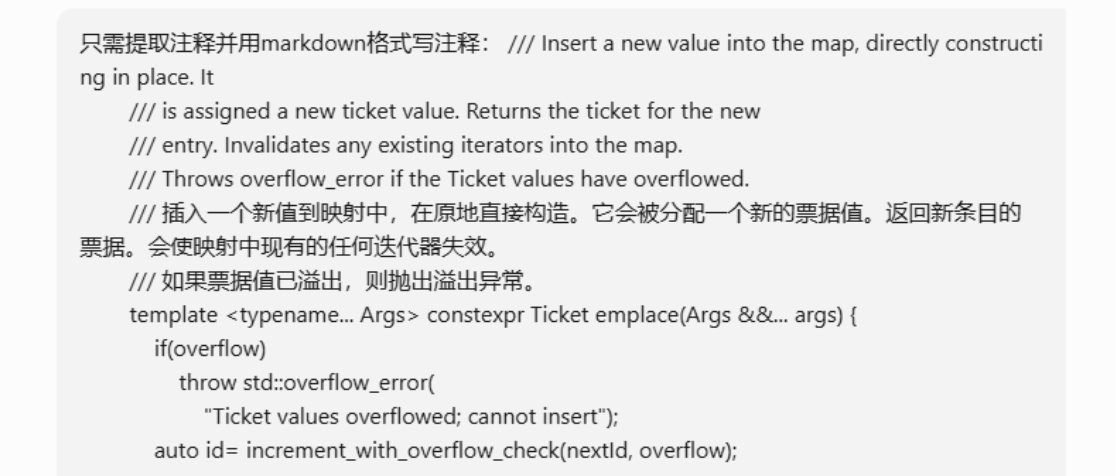 只需提取注释并用markdown格式写注释： /// Insert a new value into the map, directly constructi
ng in place. It
/// is assigned a new ticket value. Returns the ticket for the new
/// entry. Invalidates any existing iterators into the map.
/// Throws overflow_error if the Ticket values have overflowed.
/// 插入一个新值到映射中，在原地直接构造。它会被分配一个新的票据值。返回新条目的
票据。会使映射中现有的任何迭代器失效。
/// 如果票据值已溢出，则抛出溢出异常。
template <typename... Args> constexpr Ticket emplace(Args &&... args) {
if(overflow)
throw std::overflow_error(
"Ticket values overflowed; cannot insert");
auto id= increment_with_overflow_check(nextId, overflow);